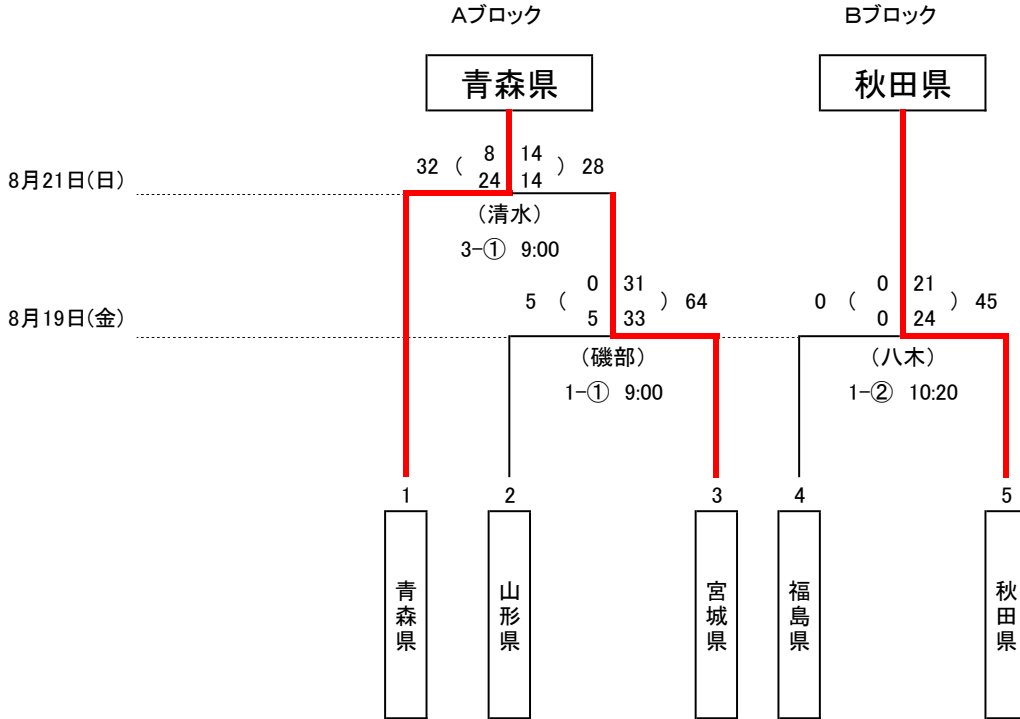 Aブロック Bブロック
青森県 秋田県
8 14
32 ( ) 28
24 14
8月21日(日)
(清水)
3-① 9:00
0 31 0 21
5 ( ) 64 0 ( ) 45
5 33 0 24
8月19日(金)
(磯部) (八木)
1-① 9:00 1-② 10:20
1 2 3 4 5
青森県 山形県 宮城県 福島県 秋田県